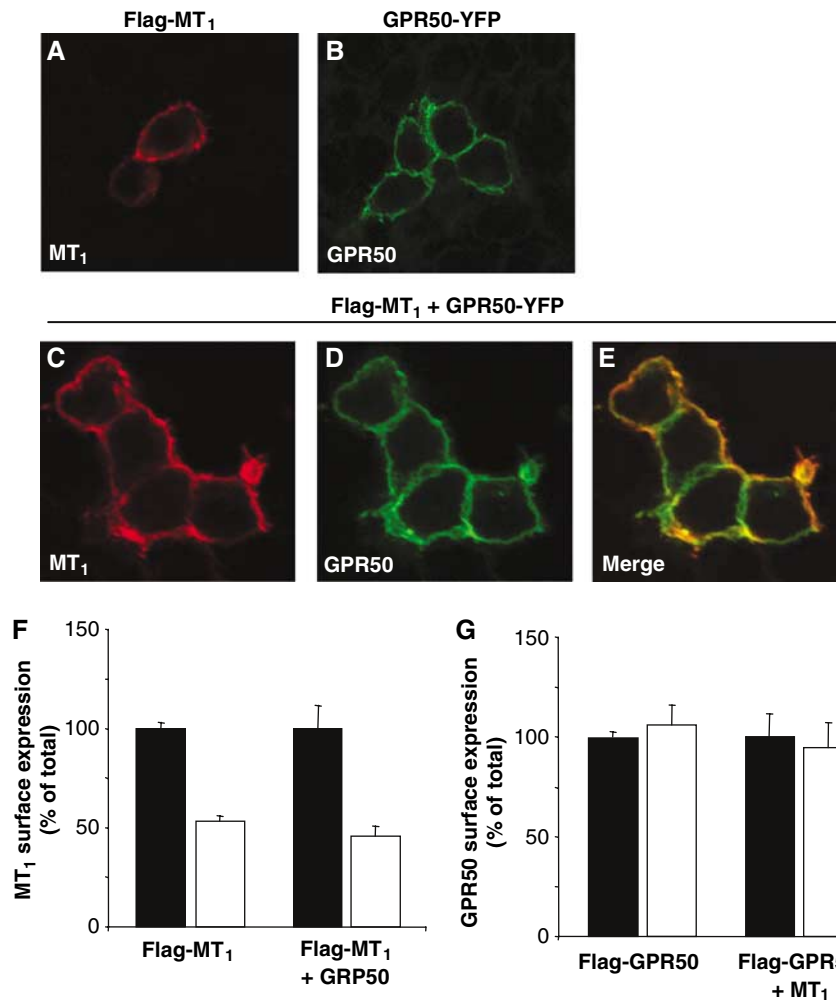 Flag-MT₁
GPR50-YFP
A
B
MT₁
GPR50
Flag-MT₁ + GPR50-YFP
C
D
E
MT₁
GPR50
Merge
F
MT₁ surface expression
(% of total)
150
100
50
0
Flag-MT₁
Flag-MT₁
+ GRP50
G
GPR50 surface expression
(% of total)
150
100
50
0
Flag-GPR50
Flag-GPR5
+ MT₁